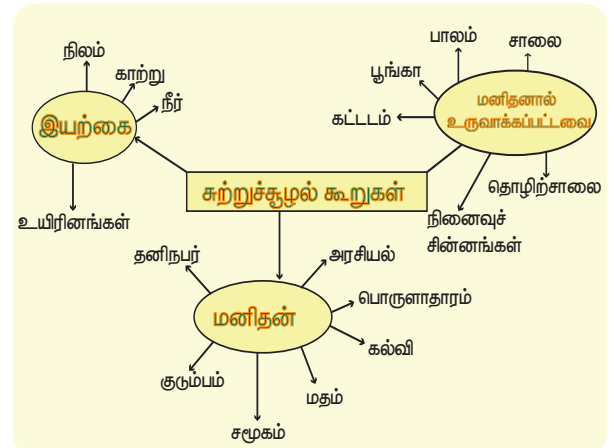 நிலம்
காற்று
நீர்
இயற்கை
உயிரினங்கள்
பாலம்
சாலை
பூங்கா
மனிதனால்
உருவாக்கப்பட்டவை
கட்டடம்
தொழிற்சாலை
நினைவுச்
சின்னங்கள்
சுற்றுச்சூழல் கூறுகள்
தனிநபர்
அரசியல்
பொருளாதாரம்
மனிதன்
கல்வி
குடும்பம்
மதம்
சமூகம்